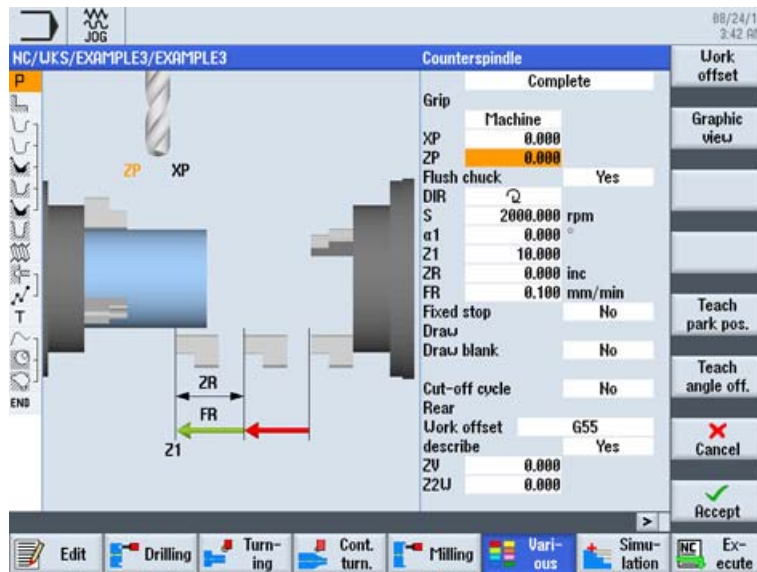 JOG
08/24/1
3:42 AM
NC/WKS/EXAMPLE3/EXAMPLE3
Counterspindle
Work offset
P
Complete
Grip
Machine
Graphic view
XP 0.000
ZP 0.000
ZP XP
Flush chuck Yes
DIR
S 2000.000 rpm
α1 0.000 °
Z1 10.000
ZR 0.000 inc
FR 0.100 mm/min
Fixed stop No
Teach park pos.
Draw
Draw blank No
T
Teach angle off.
ZR
Cut-off cycle No
END
FR
Rear
Work offset G55
Z1
describe Yes
Cancel
ZV 0.000
Z2W 0.000
Accept
>
Edit
Drilling
Turn-
ing
Cont.
turn.
Milling
Vari-
ous
Simu-
lation
NC
Ex-
ecute